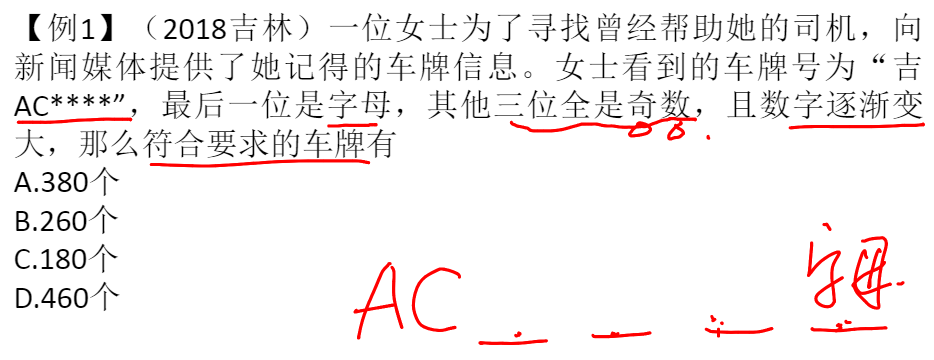 【例1】（2018吉林）一位女士为了寻找曾经帮助她的司机，向
新闻媒体提供了她记得的车牌信息。女士看到的车牌号为“吉
AC****”，最后一位是字母，其他三位全是奇数，且数字逐渐变
大，那么符合要求的车牌有
A.380个
B.260个
C.180个
D.460个
AC 字母